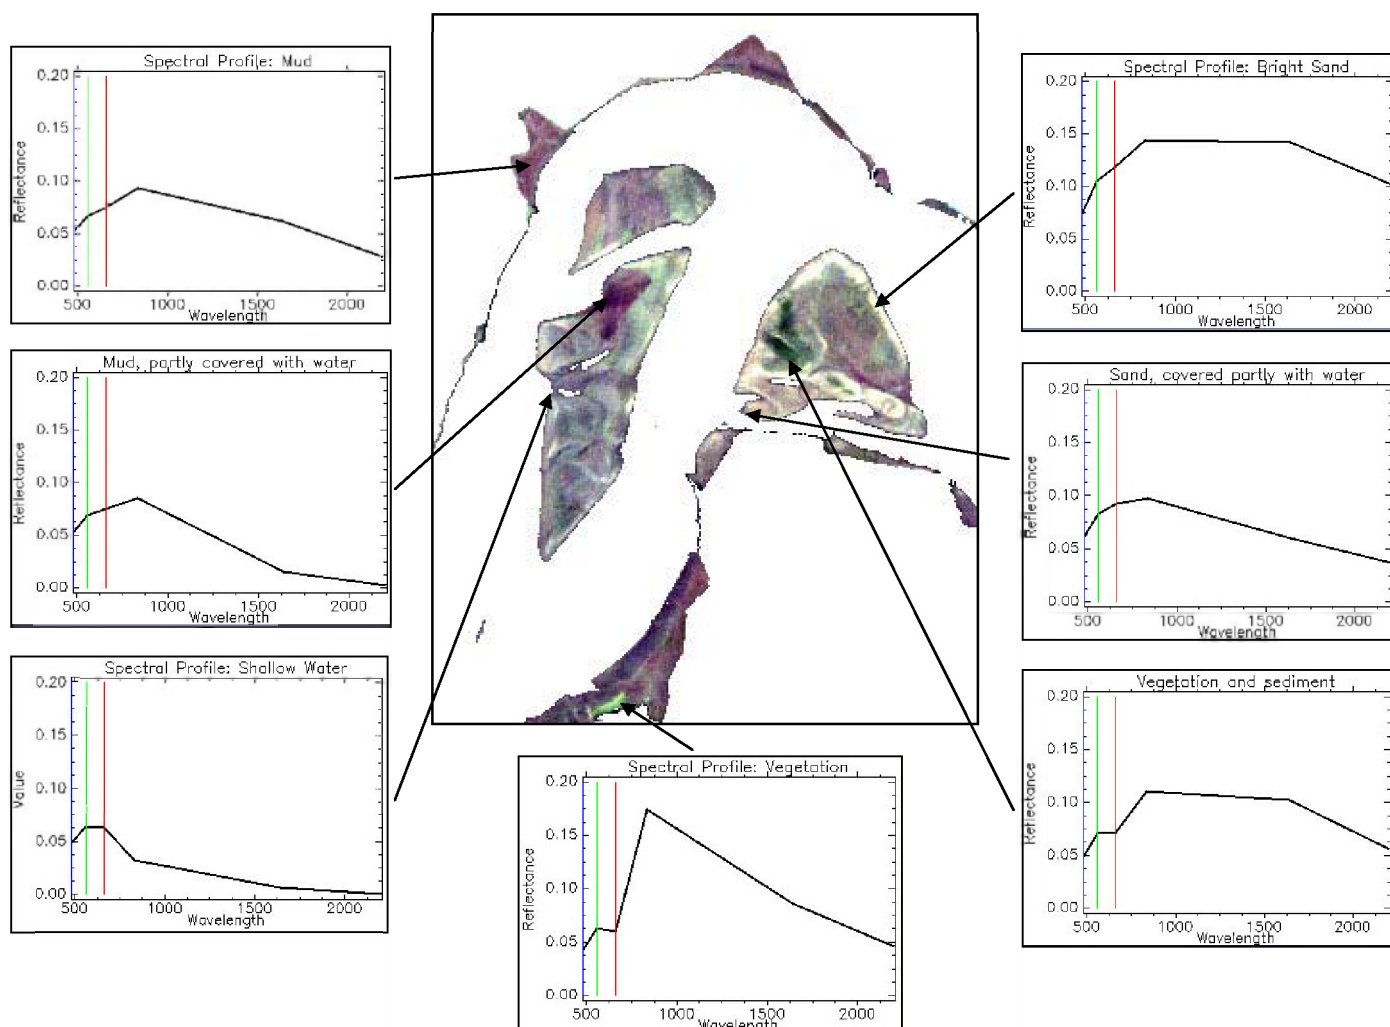 Spectral Profile: Mud
0.20
0.15
0.10
0.05
0.00
Reflectance
500 1000 1500 2000
Wavelength
Mud, partly covered with water
0.20
0.15
0.10
0.05
0.00
Reflectance
500 1000 1500 2000
Wavelength
Spectral Profile: Shallow Water
0.20
0.15
0.10
0.05
0.00
Value
500 1000 1500 2000
Wavelength
Spectral Profile: Vegetation
0.20
0.15
0.10
0.05
0.00
Reflectance
500 1000 1500 2000
Wavelength
Spectral Profile: Bright Sand
0.20
0.15
0.10
0.05
0.00
Reflectance
500 1000 1500 2000
Wavelength
Sand, covered partly with water
0.20
0.15
0.10
0.05
0.00
Reflectance
500 1000 1500 2000
Wavelength
Vegetation and sediment
0.20
0.15
0.10
0.05
0.00
Reflectance
500 1000 1500 2000
Wavelength